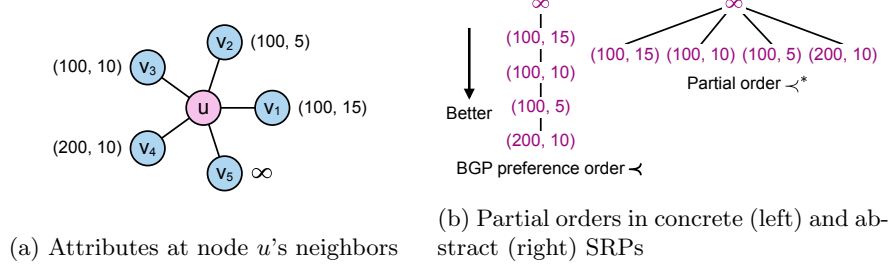 v2 (100, 5)
(100, 10) v3
u
v1 (100, 15)
(200, 10) v4
v5 ∞
(a) Attributes at node u's neighbors
∞
(100, 15)
(100, 10)
(100, 5)
(200, 10)
Better
BGP preference order ≺
∞
(100, 15) (100, 10) (100, 5) (200, 10)
Partial order ≺*
(b) Partial orders in concrete (left) and ab-
stract (right) SRPs